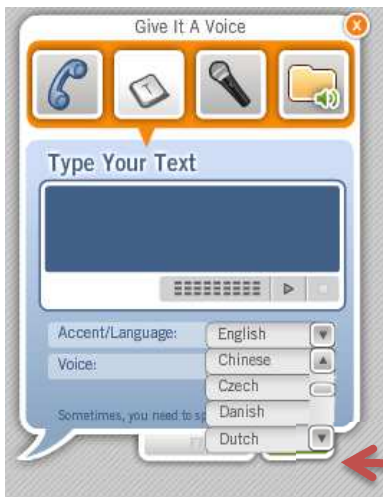 Give It A Voice
Type Your Text
Accent/Language: English
Voice: Chinese
Czech
Sometimes, you need to sp Danish
Dutch